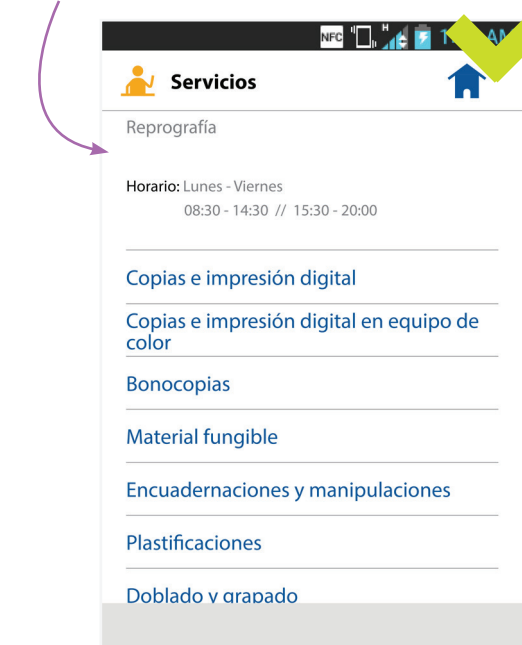 NFC H
Servicios
Reprografía
Horario: Lunes - Viernes
08:30 - 14:30 // 15:30 - 20:00
Copias e impresión digital
Copias e impresión digital en equipo de
color
Bonocopias
Material fungible
Encuadernaciones y manipulaciones
Plastificaciones
Doblado y grapado